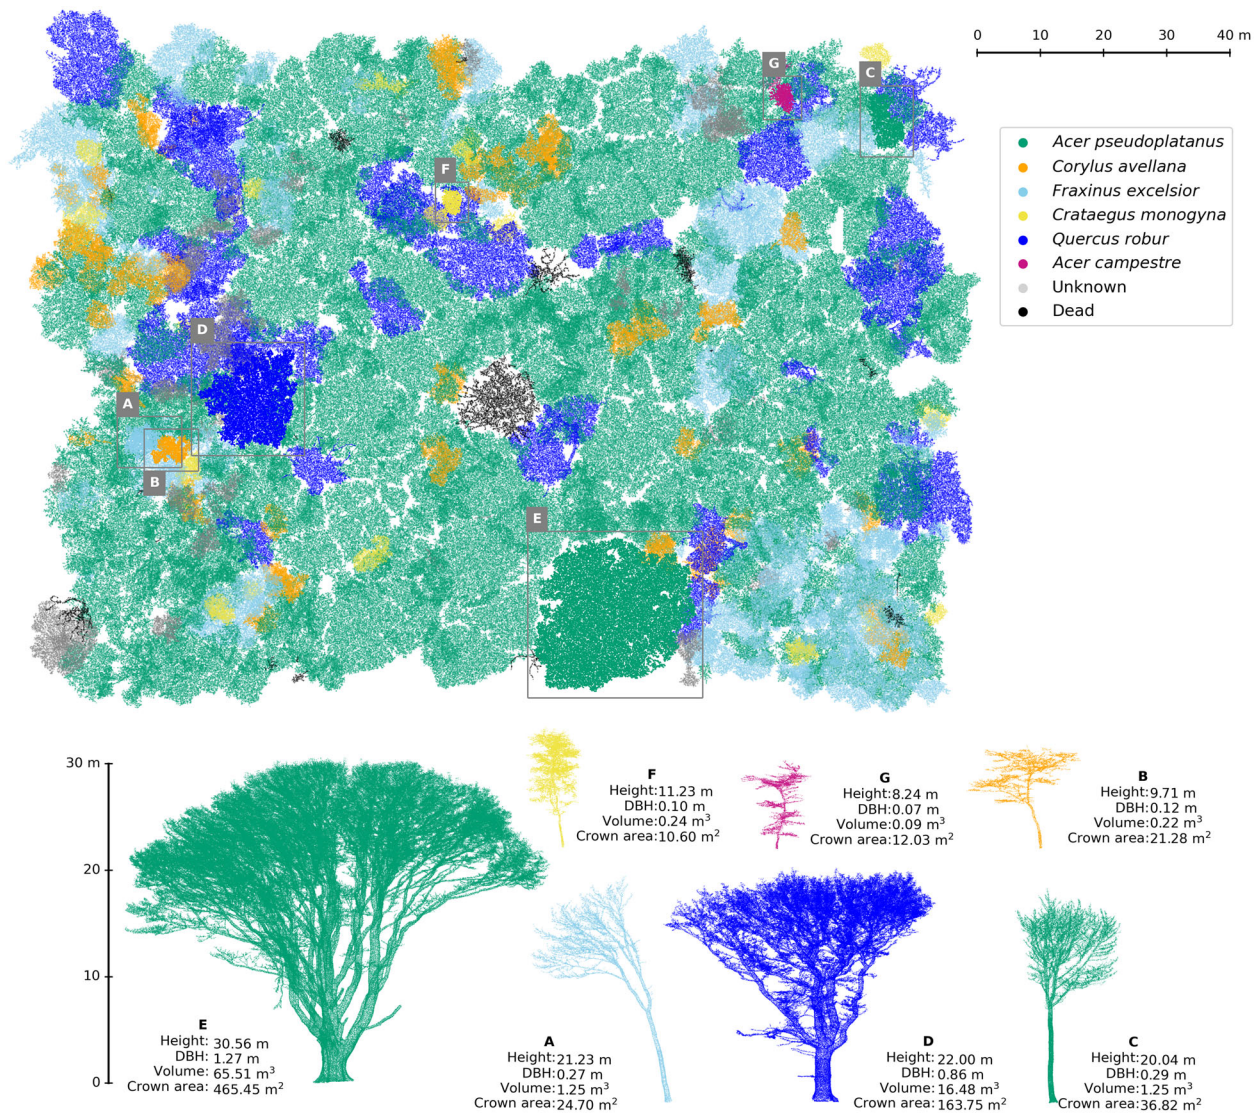 0 10 20 30 40 m
G
C
F
D
A
B
E
Acer pseudoplatanus
Corylus avellana
Fraxinus excelsior
Crataegus monogyna
Quercus robur
Acer campestre
Unknown
Dead
30 m
20
10
0
E
Height: 30.56 m
DBH: 1.27 m
Volume: 65.51 m³
Crown area: 465.45 m²
F
Height:11.23 m
DBH:0.10 m
Volume:0.24 m³
Crown area:10.60 m²
G
Height:8.24 m
DBH:0.07 m
Volume:0.09 m³
Crown area:12.03 m²
B
Height:9.71 m
DBH:0.12 m
Volume:0.22 m³
Crown area:21.28 m²
A
Height:21.23 m
DBH:0.27 m
Volume:1.25 m³
Crown area:24.70 m²
D
Height:22.00 m
DBH:0.86 m
Volume:16.48 m³
Crown area:163.75 m²
C
Height:20.04 m
DBH:0.29 m
Volume:1.25 m³
Crown area:36.82 m²